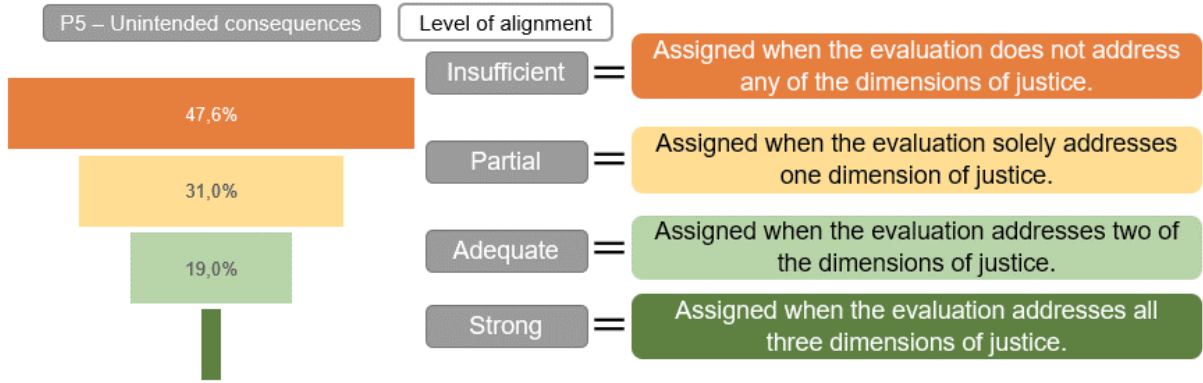 P5 – Unintended consequences
Level of alignment
47,6%
31,0%
19,0%
Insufficient
=
Assigned when the evaluation does not address
any of the dimensions of justice.
Partial
=
Assigned when the evaluation solely addresses
one dimension of justice.
Adequate
=
Assigned when the evaluation addresses two of
the dimensions of justice.
Strong
=
Assigned when the evaluation addresses all
three dimensions of justice.